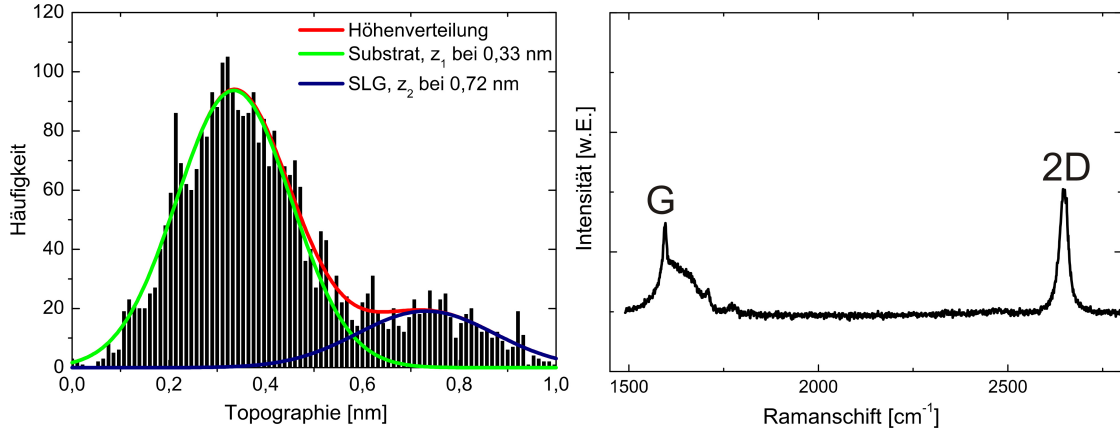 Häufigkeit
120
100
80
60
40
20
0
0,0
0,2
0,4
0,6
0,8
1,0
Topographie [nm]
Höhenverteilung
Substrat, z1 bei 0,33 nm
SLG, z2 bei 0,72 nm
Intensität [w.E.]
G
2D
1500
2000
2500
Ramanschift [cm-1]